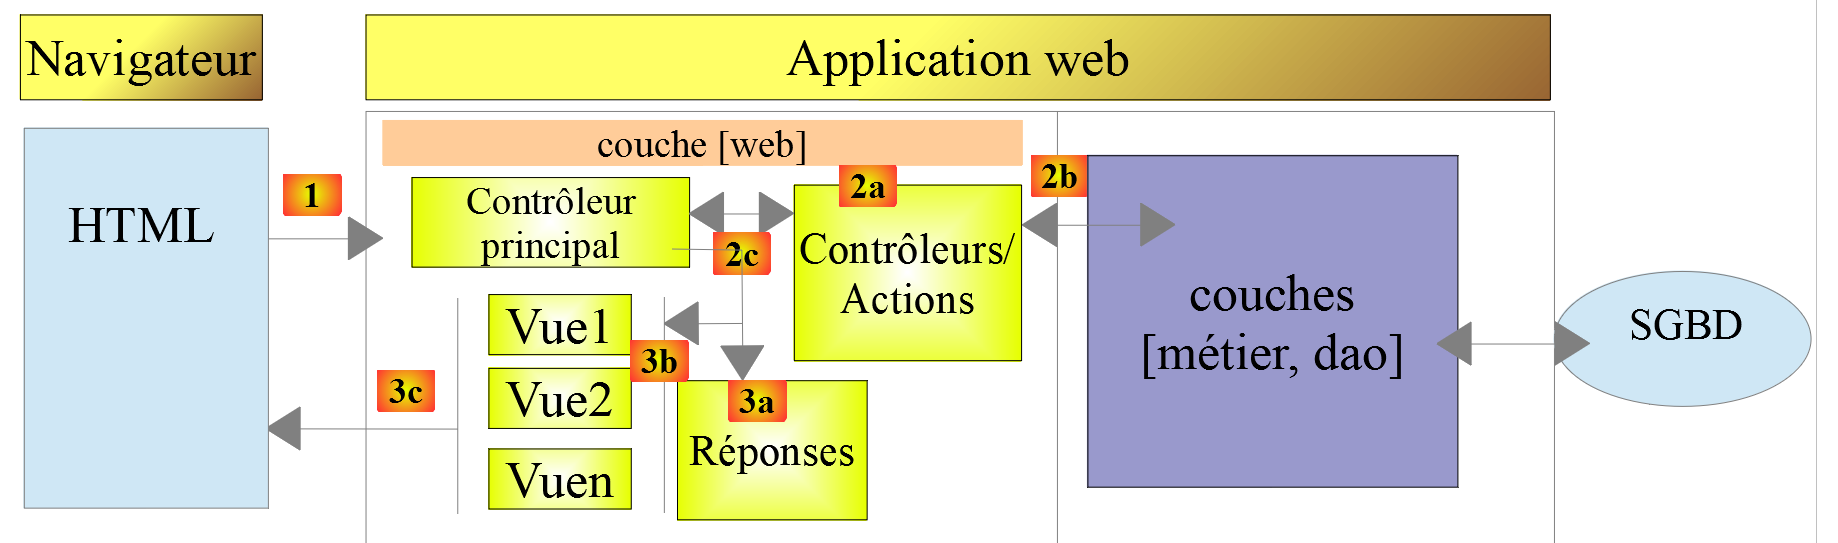 Navigateur
Application web
couche [web]
HTML
1
Contrôleur
principal
2a
2b
2c
Contrôleurs/
Actions
couches
[métier, dao]
SGBD
Vue1
3b
3c
Vue2
3a
Réponses
Vuen